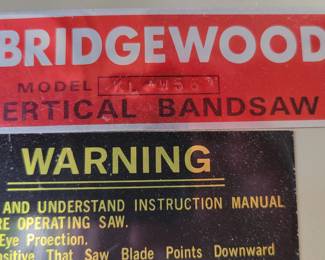 BRIDGEWOOD
MODEL
ERTICAL BANDSAW
WARNING
AND UNDERSTAND INSTRUCTION MANUAL
RE OPERATING SAW.
Eye Proection.
ositive That Saw Blade Points Downward